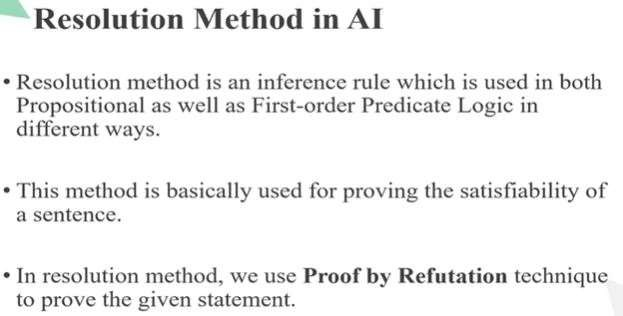 Resolution Method in AI
• Resolution method is an inference rule which is used in both
Propositional as well as First-order Predicate Logic in
different ways.
• This method is basically used for proving the satisfiability of
a sentence.
• In resolution method, we use Proof by Refutation technique
to prove the given statement.